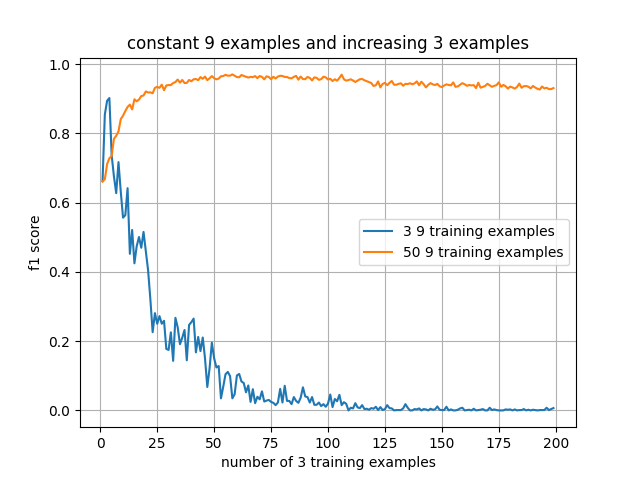 constant 9 examples and increasing 3 examples
1.0
0.8
0.6
0.4
0.2
0.0
f1 score
3 9 training examples
50 9 training examples
0 25 50 75 100 125 150 175 200
number of 3 training examples